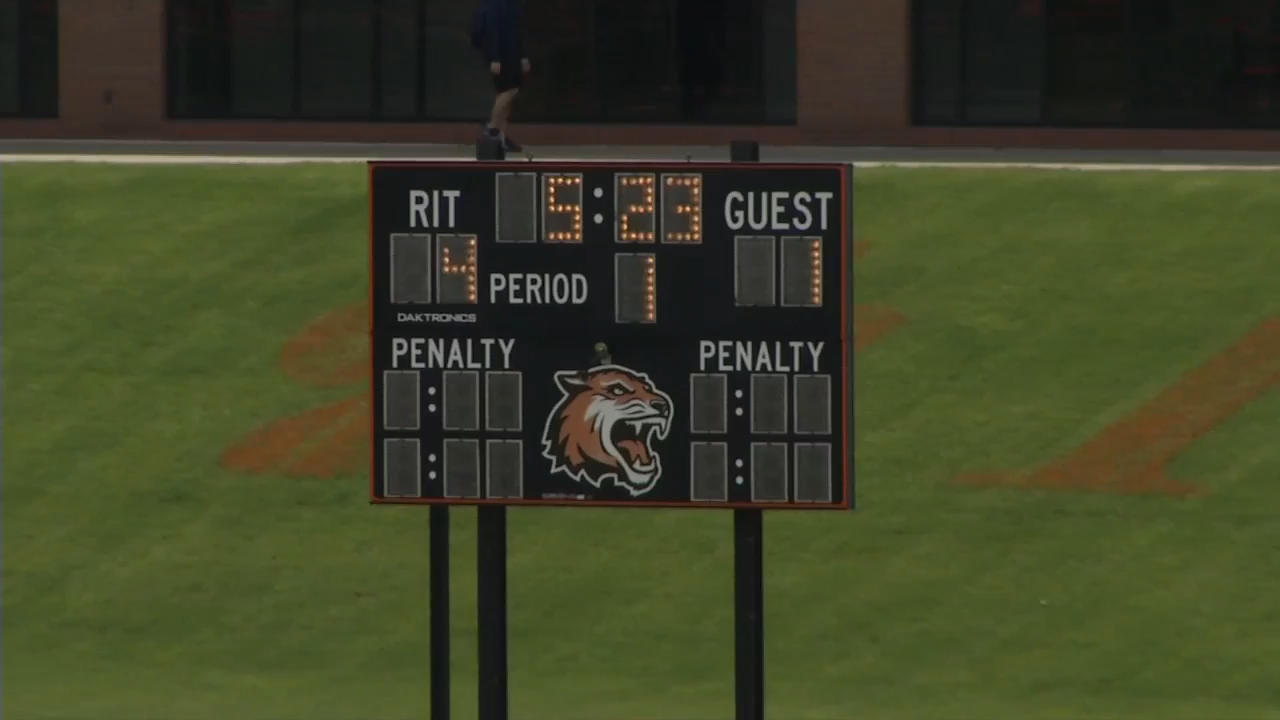 RIT 5:23 GUEST
4 PERIOD 1 1
DAKTRONICS
PENALTY PENALTY